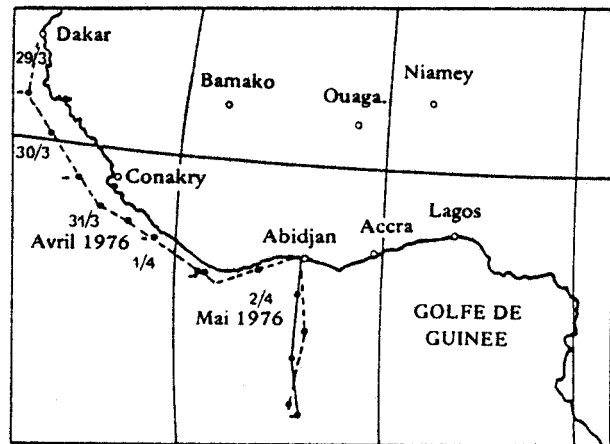 Dakar
29/3
Bamako
Niamey
Ouaga.
30/3
Conakry
31/3
Avril 1976
1/4
Abidjan
Accra
Lagos
2/4
Mai 1976
GOLFE DE
GUINEE